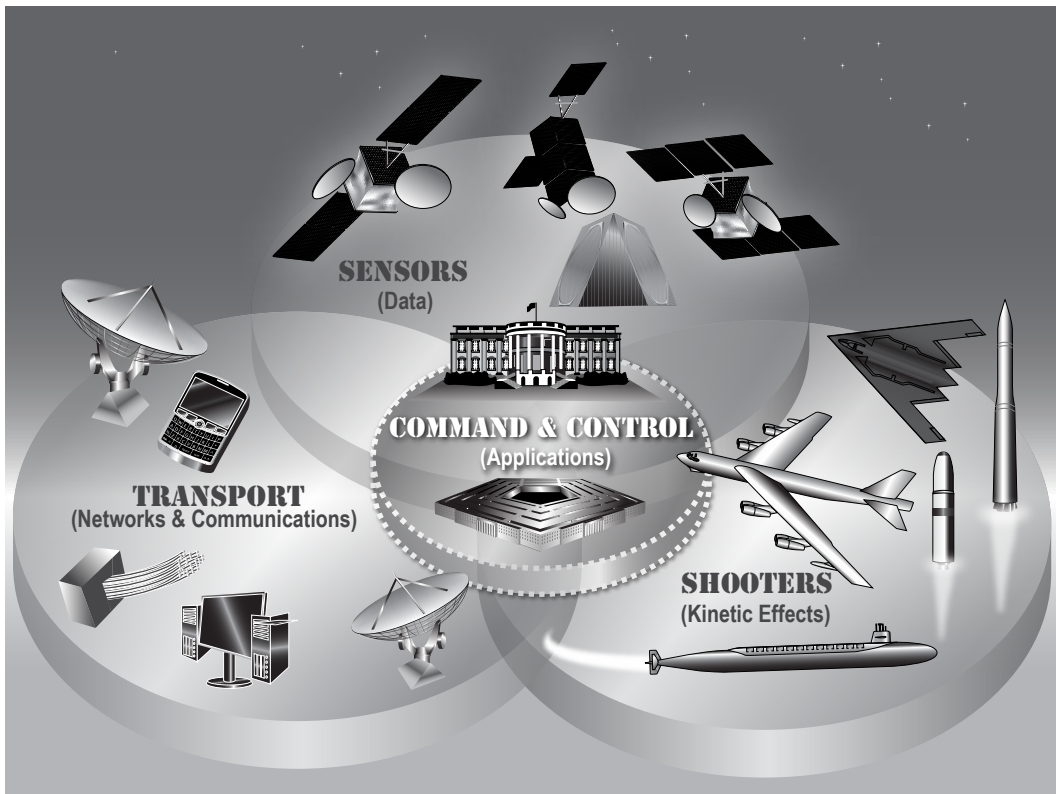 SENSORS
(Data)
COMMAND & CONTROL
(Applications)
TRANSPORT
(Networks & Communications)
SHOOTERS
(Kinetic Effects)